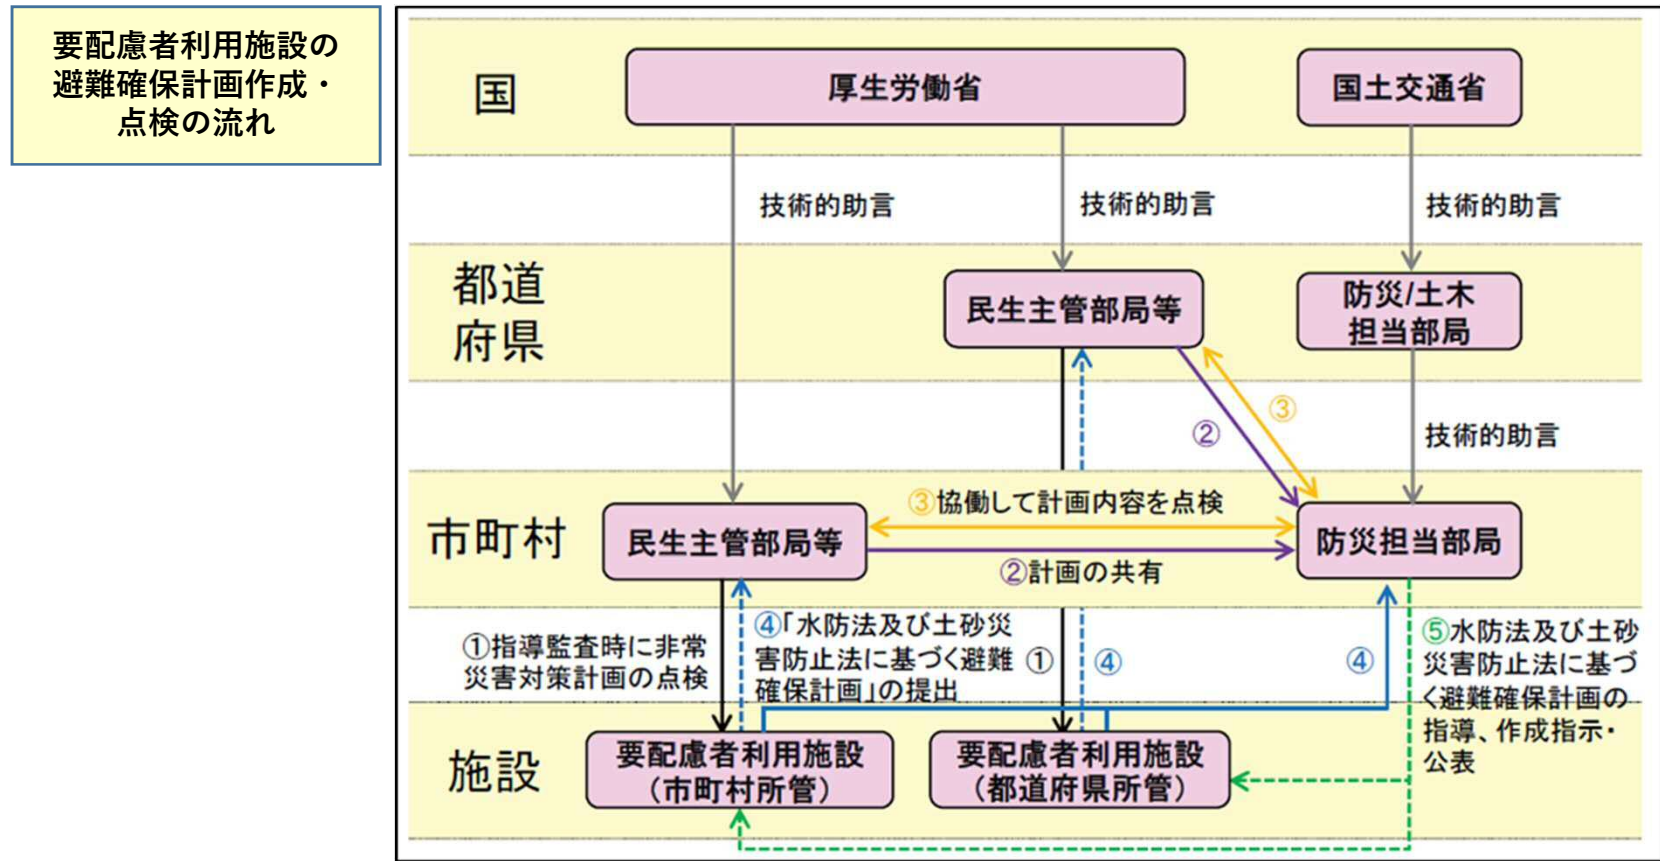 要配慮者利用施設の
避難確保計画作成・
点検の流れ
国
厚生労働省
国土交通省
技術的助言
技術的助言
技術的助言
都道
府県
民生主管部局等
防災/土木
担当部局
②
③
技術的助言
市町村
民生主管部局等
③協働して計画内容を点検
②計画の共有
防災担当部局
①指導監査時に非常
災害対策計画の点検
④「水防法及び土砂災
害防止法に基づく避難
確保計画」の提出
①
④
④
⑤水防法及び土砂
災害防止法に基づ
く避難確保計画の
指導、作成指示・
公表
施設
要配慮者利用施設
（市町村所管）
要配慮者利用施設
（都道府県所管）